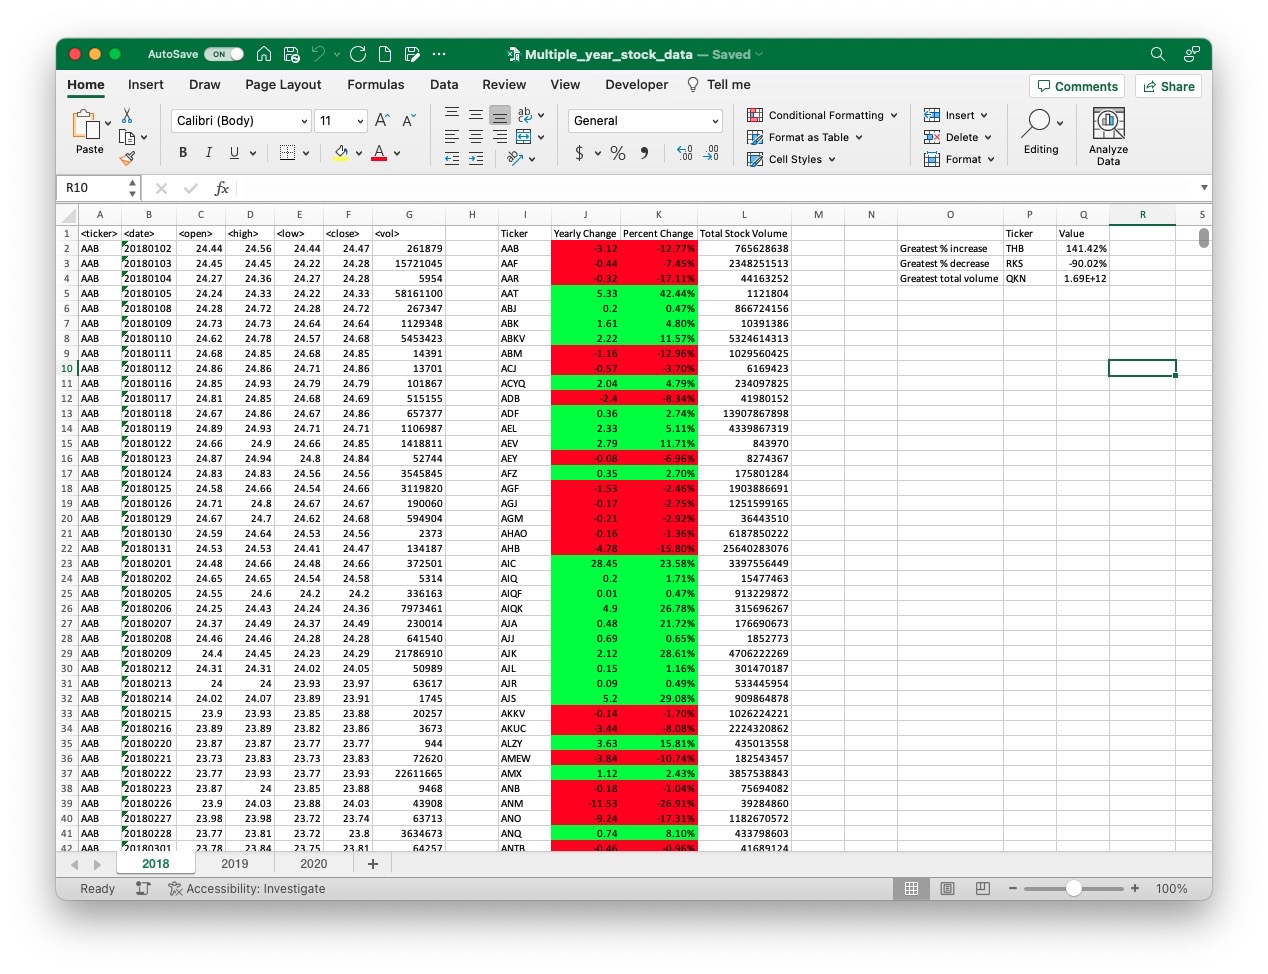 AutoSave ON Multiple_year_stock_data — Saved
Home Insert Draw Page Layout Formulas Data Review View Developer Tell me Comments Share
Paste Calibri (Body) 11 A A ab General Conditional Formatting Insert
B I U A $ % Format as Table Delete Editing Analyze Data
Cell Styles Format
R10 fx
A B C D E F G H I J K L M N O P Q R S
1 <ticker> <date> <open> <high> <low> <close> <vol> Ticker Yearly Change Percent Change Total Stock Volume Ticker Value
2 AAB 20180102 24.44 24.56 24.44 24.47 261879 AAB -3.12 -12.77% 765628638 Greatest % increase THB 141.42%
3 AAB 20180103 24.45 24.45 24.22 24.28 15721045 AAF -0.44 -7.45% 2348251513 Greatest % decrease RKS -90.02%
4 AAB 20180104 24.27 24.36 24.27 24.28 5954 AAR -0.32 -17.11% 44163252 Greatest total volume QKN 1.69E+12
5 AAB 20180105 24.24 24.33 24.22 24.33 58161100 AAT 5.33 42.44% 1121804
6 AAB 20180108 24.28 24.72 24.28 24.72 267347 ABJ 0.2 0.47% 866724156
7 AAB 20180109 24.73 24.73 24.64 24.64 1129348 ABK 1.61 4.80% 10391386
8 AAB 20180110 24.62 24.78 24.57 24.68 5453423 ABKV 2.22 11.57% 5324614313
9 AAB 20180111 24.68 24.85 24.68 24.85 14391 ABM -1.16 -12.96% 1029560425
10 AAB 20180112 24.86 24.86 24.71 24.86 13701 ACJ -0.57 -3.70% 6169423
11 AAB 20180116 24.85 24.93 24.79 24.79 101867 ACYQ 2.04 4.79% 234097825
12 AAB 20180117 24.81 24.85 24.68 24.69 515155 ADB -2.4 -8.34% 41980152
13 AAB 20180118 24.67 24.86 24.67 24.86 657377 ADF 0.36 2.74% 13907867898
14 AAB 20180119 24.89 24.93 24.71 24.71 1106987 AEL 2.33 5.11% 4339867319
15 AAB 20180122 24.66 24.9 24.66 24.85 1418811 AEV 2.79 11.71% 843970
16 AAB 20180123 24.87 24.94 24.8 24.84 52744 AEY -0.08 -6.96% 8274367
17 AAB 20180124 24.83 24.83 24.56 24.56 3545845 AFZ 0.35 2.70% 175801284
18 AAB 20180125 24.58 24.66 24.54 24.66 3119820 AGF -1.53 -2.46% 1903886691
19 AAB 20180126 24.71 24.8 24.67 24.67 190060 AGJ -0.17 -2.75% 1251599165
20 AAB 20180129 24.67 24.7 24.62 24.68 594904 AGM -0.21 -2.92% 36443510
21 AAB 20180130 24.59 24.64 24.53 24.56 2373 AHAO -0.16 -1.36% 6187850222
22 AAB 20180131 24.53 24.53 24.41 24.47 134187 AHB -4.78 -15.80% 25640283076
23 AAB 20180201 24.48 24.66 24.48 24.66 372501 AIC 28.45 23.58% 3397556449
24 AAB 20180202 24.65 24.65 24.54 24.58 5314 AIQ 0.2 1.71% 15477463
25 AAB 20180205 24.55 24.6 24.2 24.2 336163 AIQF 0.01 0.47% 913229872
26 AAB 20180206 24.25 24.43 24.24 24.36 7973461 AIQK 4.9 26.78% 315696267
27 AAB 20180207 24.37 24.49 24.37 24.49 230014 AJA 0.48 21.72% 176690673
28 AAB 20180208 24.46 24.46 24.28 24.28 641540 AJJ 0.69 0.65% 1852773
29 AAB 20180209 24.4 24.45 24.23 24.29 21786910 AJK 2.12 28.61% 4706222269
30 AAB 20180212 24.31 24.31 24.02 24.05 50989 AJL 0.15 1.16% 301470187
31 AAB 20180213 24 24 23.93 23.97 63617 AJR 0.09 0.49% 533445954
32 AAB 20180214 24.02 24.07 23.89 23.91 1745 AJS 5.2 29.08% 909864878
33 AAB 20180215 23.9 23.93 23.85 23.88 20257 AKKV -0.14 -1.70% 1026224221
34 AAB 20180216 23.89 23.89 23.82 23.86 3673 AKUC -3.44 -8.08% 2224320862
35 AAB 20180220 23.87 23.87 23.77 23.77 944 ALZY 3.63 15.81% 435013558
36 AAB 20180221 23.73 23.83 23.73 23.83 72620 AMEW -3.84 -10.74% 182543457
37 AAB 20180222 23.77 23.93 23.77 23.93 22611665 AMX 1.12 2.43% 3857538843
38 AAB 20180223 23.87 24 23.85 23.88 9468 ANB -0.18 -1.04% 75694082
39 AAB 20180226 23.9 24.03 23.88 24.03 43908 ANM -11.53 -26.91% 39284860
40 AAB 20180227 23.98 23.98 23.72 23.74 63713 ANO -9.24 -17.31% 1182670572
41 AAB 20180228 23.77 23.81 23.72 23.8 3634673 ANQ 0.74 8.10% 433798603
42 AAB 20180301 23.78 23.84 23.75 23.81 64257 ANTB -0.46 -0.96% 41689124
2018 2019 2020 +
Ready Accessibility: Investigate 100%